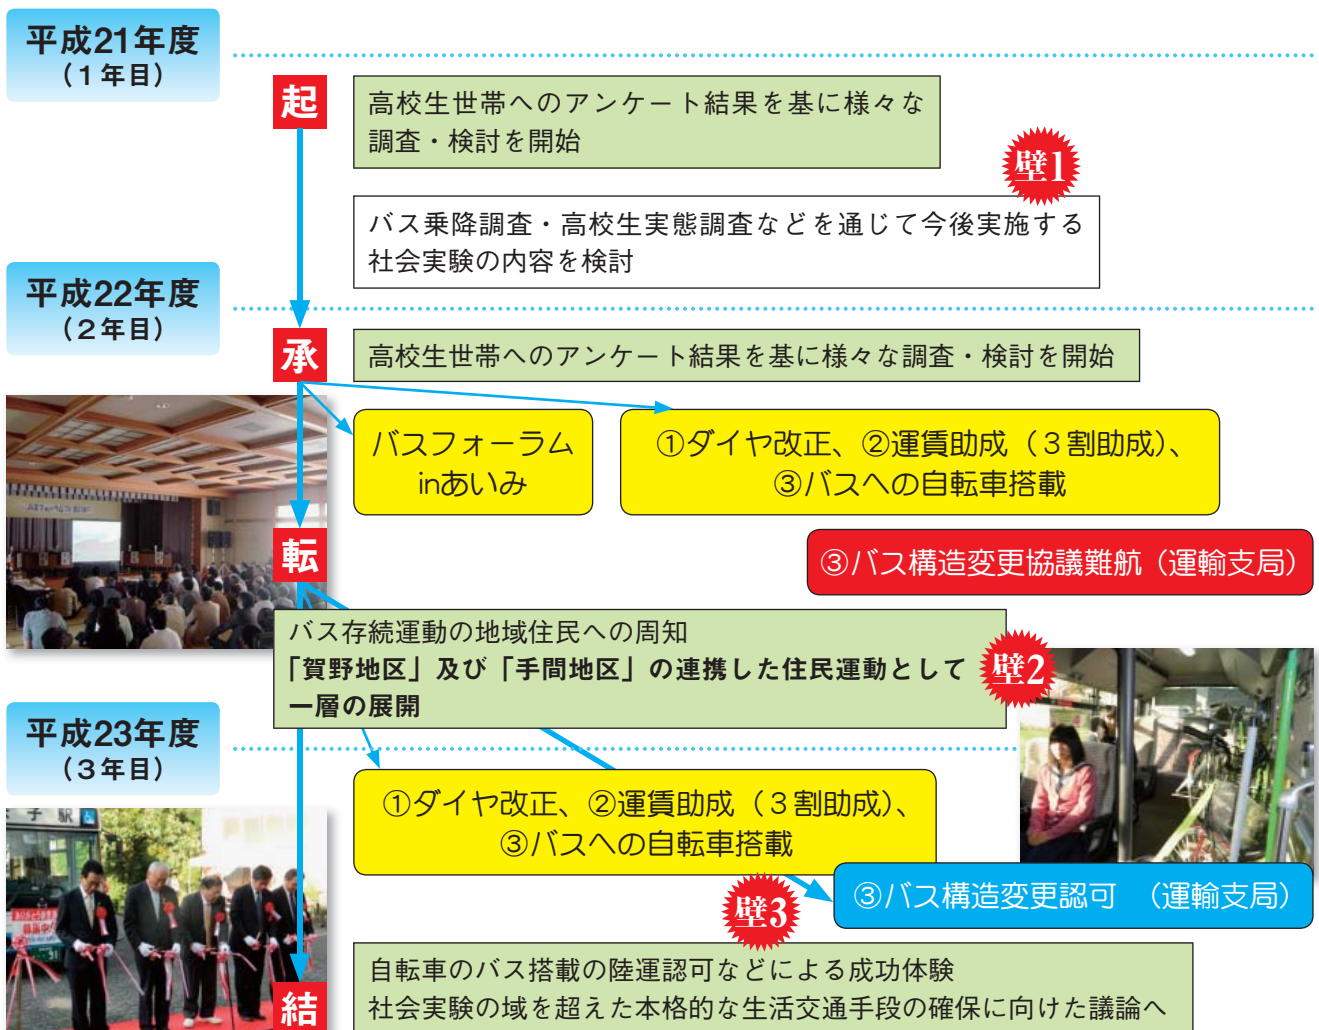 平成21年度
（１年目）
起
高校生世帯へのアンケート結果を基に様々な
調査・検討を開始
壁1
バス乗降調査・高校生実態調査などを通じて今後実施する
社会実験の内容を検討
平成22年度
（２年目）
承
高校生世帯へのアンケート結果を基に様々な調査・検討を開始
バスフォーラム
inあいみ
①ダイヤ改正、②運賃助成（３割助成）、
③バスへの自転車搭載
転
③バス構造変更協議難航（運輸支局）
バス存続運動の地域住民への周知
「賀野地区」及び「手間地区」の連携した住民運動として
一層の展開
壁2
平成23年度
（３年目）
①ダイヤ改正、②運賃助成（３割助成）、
③バスへの自転車搭載
子駅
③バス構造変更認可　（運輸支局）
壁3
結
自転車のバス搭載の陸運認可などによる成功体験
社会実験の域を超えた本格的な生活交通手段の確保に向けた議論へ